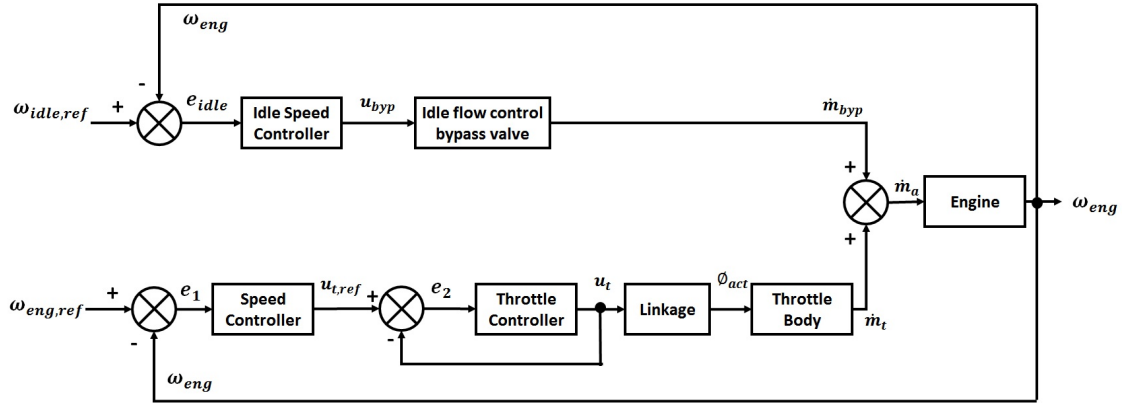 ω_eng
-
ω_idle,ref
+
e_idle
Idle Speed
Controller
u_byp
Idle flow control
bypass valve
ṁ_byp
+
ṁ_a
Engine
ω_eng
+
ω_eng,ref
+
e_1
Speed
Controller
u_t,ref
+
e_2
Throttle
Controller
u_t
Linkage
∅_act
Throttle
Body
ṁ_t
-
-
ω_eng